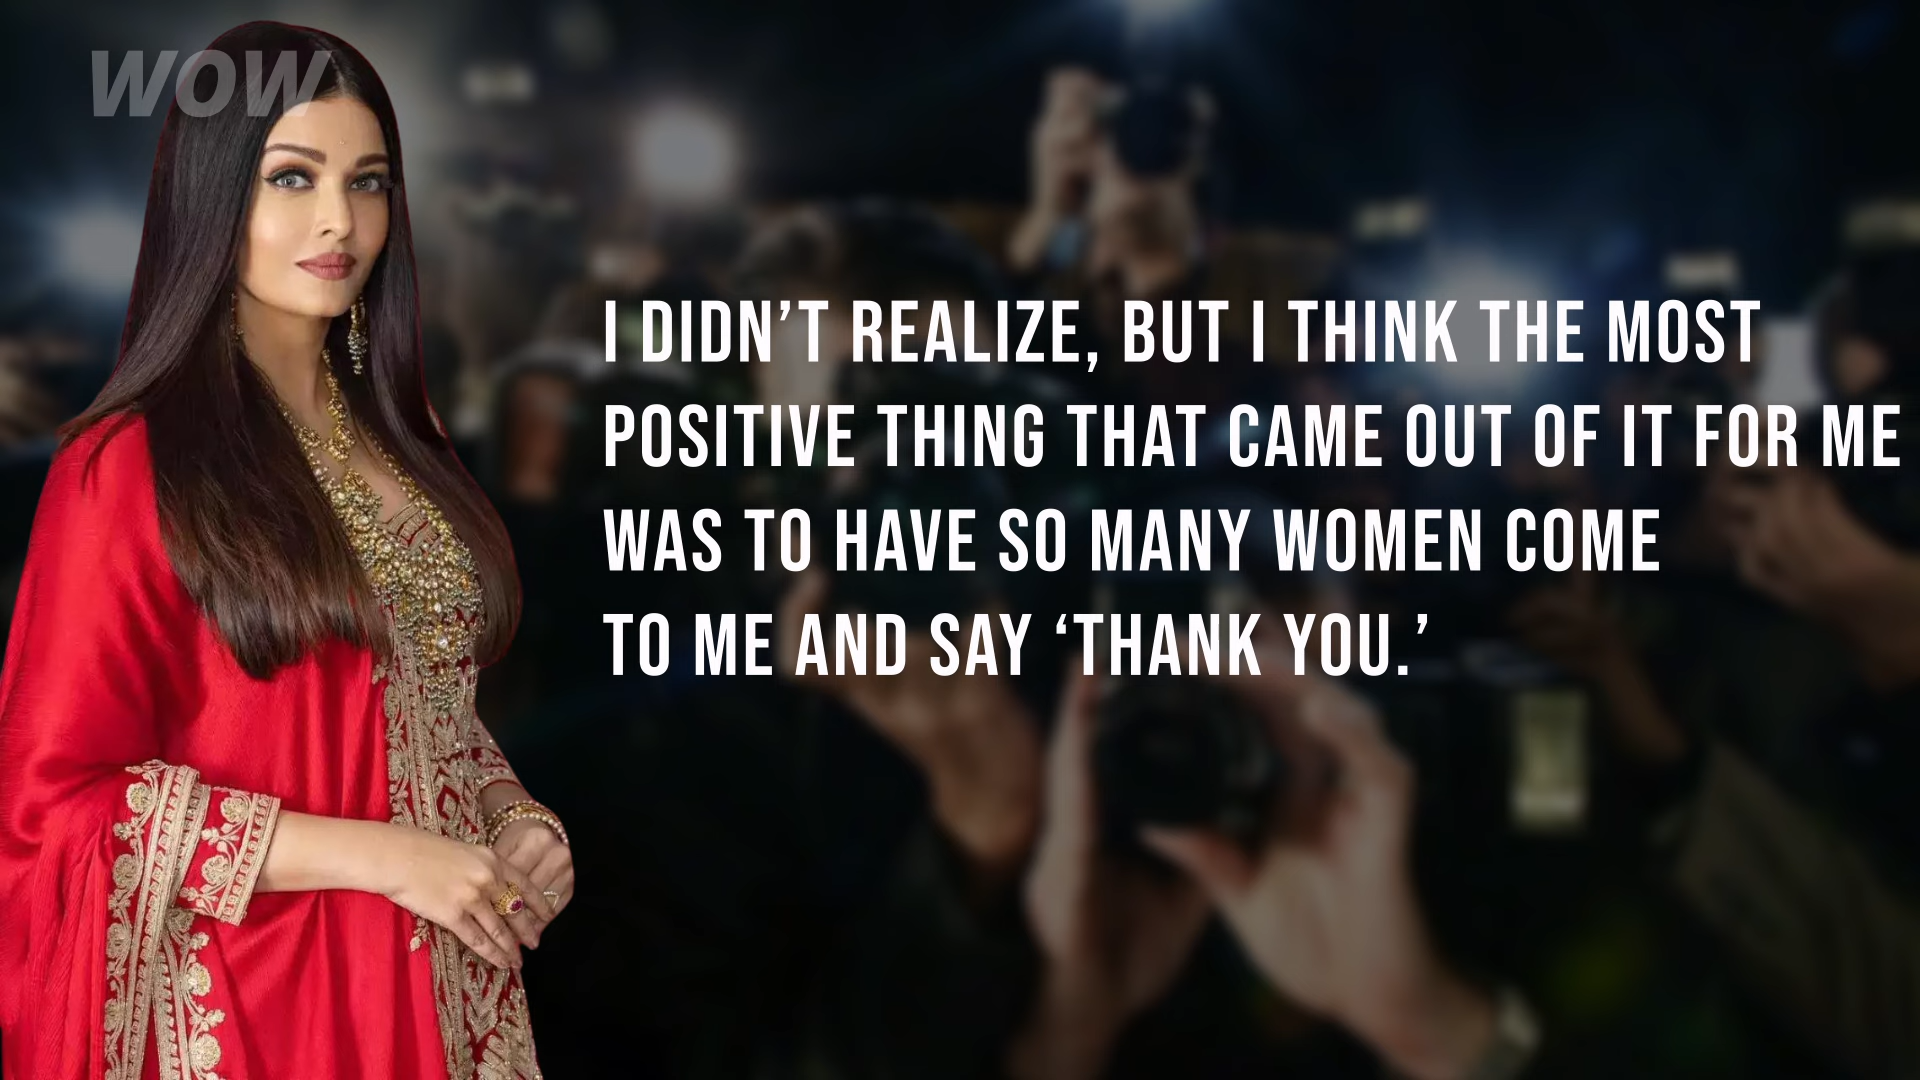 WOW
I DIDN’T REALIZE, BUT I THINK THE MOST
POSITIVE THING THAT CAME OUT OF IT FOR ME
WAS TO HAVE SO MANY WOMEN COME
TO ME AND SAY ‘THANK YOU.’